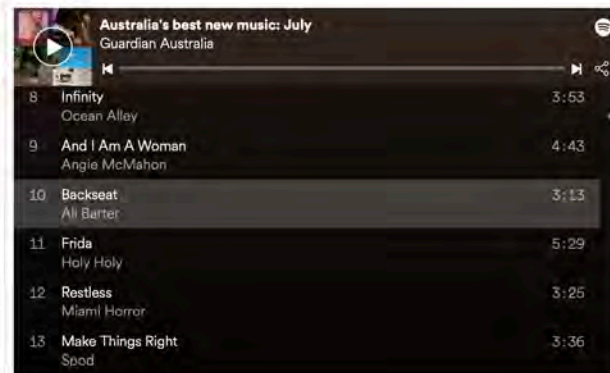 Australia's best new music: July
Guardian Australia
8 Infinity 3:53
Ocean Alley
9 And I Am A Woman 4:43
Angie McMahon
10 Backseat 3:13
Ali Barter
11 Frida 5:29
Holy Holy
12 Restless 3:25
Miami Horror
13 Make Things Right 3:36
Spod